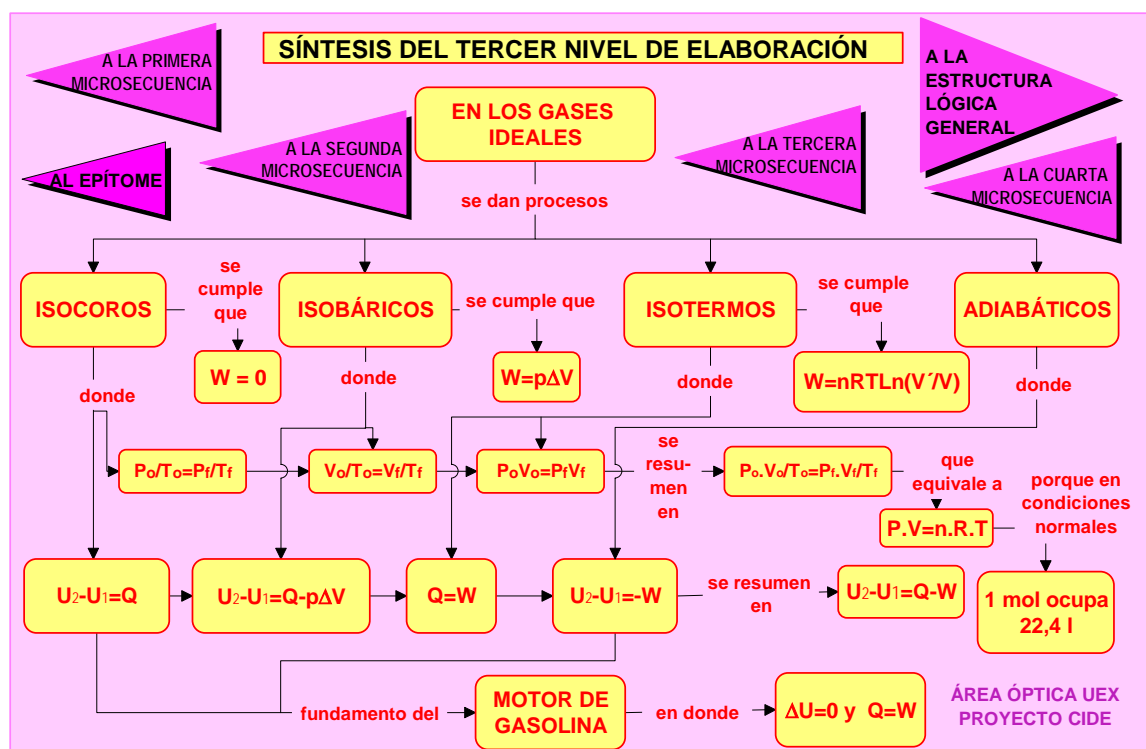 SÍNTESIS DEL TERCER NIVEL DE ELABORACIÓN
A LA PRIMERA
MICROSECUENCIA
A LA
ESTRUCTURA
LÓGICA
GENERAL
EN LOS GASES
IDEALES
A LA SEGUNDA
MICROSECUENCIA
A LA TERCERA
MICROSECUENCIA
AL EPÍTOME
A LA CUARTA
MICROSECUENCIA
se dan procesos
ISOCOROS
se
cumple
que
ISOBÁRICOS
se cumple que
ISOTERMOS
se cumple
que
ADIABÁTICOS
W = 0
W=p∆V
W=nRTLn(V´/V)
donde
donde
donde
donde
Po/To=Pf/Tf
Vo/To=Vf/Tf
PoVo=PfVf
se
resu-
men
en
Po.Vo/To=Pf.Vf/Tf
que
equivale a
porque en
condiciones
normales
P.V=n.R.T
U2-U1=Q
U2-U1=Q-p∆V
Q=W
U2-U1=-W
se resumen
en
U2-U1=Q-W
1 mol ocupa
22,4 l
fundamento del
MOTOR DE
GASOLINA
en donde
∆U=0 y Q=W
ÁREA ÓPTICA UEX
PROYECTO CIDE